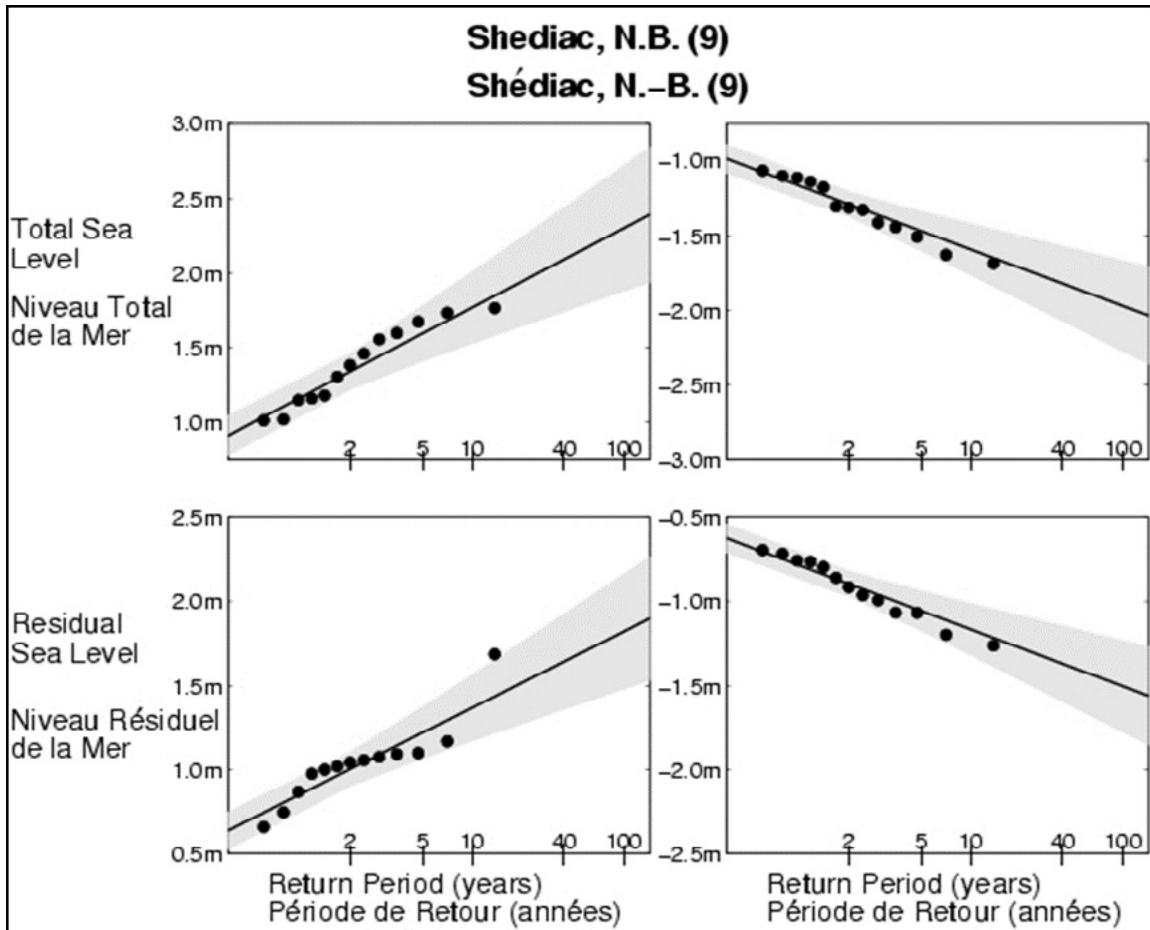 Shediac, N.B. (9)
Shédiac, N.–B. (9)
3.0m
2.5m
2.0m
1.5m
1.0m
Total Sea
Level
Niveau Total
de la Mer
2 5 10 40 100
–1.0m
–1.5m
–2.0m
–2.5m
–3.0m
2 5 10 40 100
2.5m
2.0m
1.5m
1.0m
0.5m
Residual
Sea Level
Niveau Résiduel
de la Mer
2 5 10 40 100
Return Period (years)
Période de Retour (années)
–0.5m
–1.0m
–1.5m
–2.0m
–2.5m
2 5 10 40 100
Return Period (years)
Période de Retour (années)